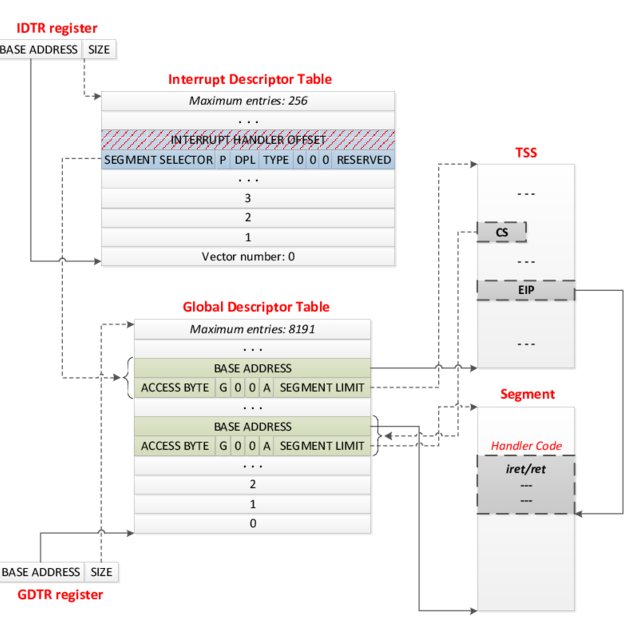 IDTR register
BASE ADDRESS SIZE
Interrupt Descriptor Table
Maximum entries: 256
. . .
INTERRUPT HANDLER OFFSET
SEGMENT SELECTOR P DPL TYPE 0 0 0 RESERVED
. . .
3
2
1
Vector number: 0
TSS
- - -
CS
- - -
EIP
- - -
Global Descriptor Table
Maximum entries: 8191
. . .
BASE ADDRESS
ACCESS BYTE G 0 0 A SEGMENT LIMIT
. . .
BASE ADDRESS
ACCESS BYTE G 0 0 A SEGMENT LIMIT
. . .
2
1
0
Segment
Handler Code
iret/ret
---
---
BASE ADDRESS SIZE
GDTR register